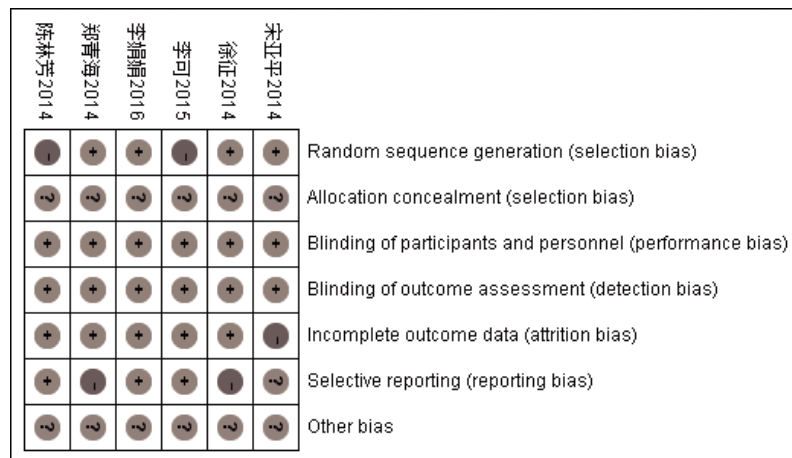 陈林芳2014
郑青海2014
李娟娟2016
李可2015
徐征2014
宋亚平2014
- + + - + + Random sequence generation (selection bias)
? ? ? ? ? ? Allocation concealment (selection bias)
+ + + + + + Blinding of participants and personnel (performance bias)
+ + + + + + Blinding of outcome assessment (detection bias)
+ + + + + - Incomplete outcome data (attrition bias)
+ - + + - ? Selective reporting (reporting bias)
? ? ? ? ? ? Other bias